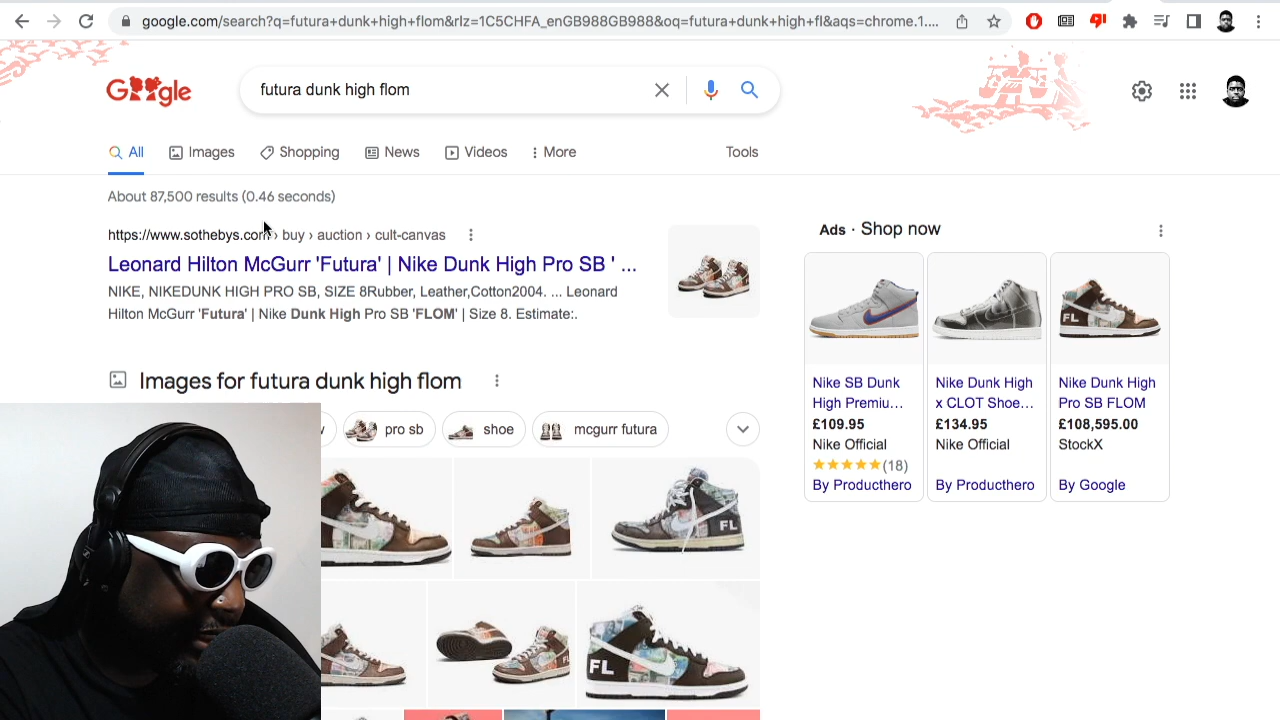 google.com/search?q=futura+dunk+high+flom&rlz=1C5CHFA_enGB988GB988&oq=futura+dunk+high+fl&aqs=chrome.1....
Google
futura dunk high flom
All
Images
Shopping
News
Videos
More
Tools
About 87,500 results (0.46 seconds)
https://www.sothebys.com › buy › auction › cult-canvas
Leonard Hilton McGurr 'Futura' | Nike Dunk High Pro SB ' ...
NIKE, NIKEDUNK HIGH PRO SB, SIZE 8Rubber, Leather,Cotton2004. ... Leonard
Hilton McGurr 'Futura' | Nike Dunk High Pro SB 'FLOM' | Size 8. Estimate:.
Images for futura dunk high flom
pro sb
shoe
mcgurr futura
FL
FL
FL
Ads · Shop now
FL
Nike SB Dunk
High Premiu...
£109.95
Nike Official
(18)
By Producthero
Nike Dunk High
x CLOT Shoe...
£134.95
Nike Official
By Producthero
Nike Dunk High
Pro SB FLOM
£108,595.00
StockX
By Google